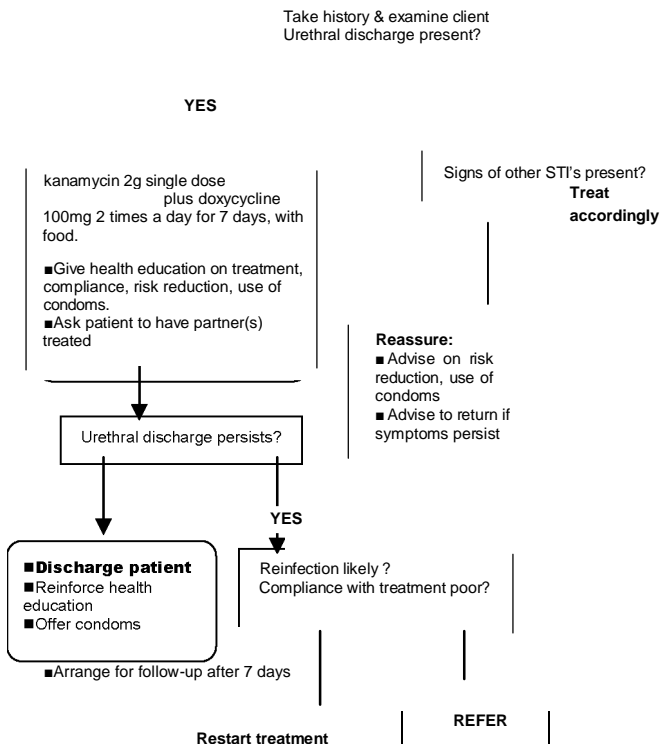 Take history & examine client
Urethral discharge present?
YES
kanamycin 2g single dose
plus doxycycline
100mg 2 times a day for 7 days, with
food.
■Give health education on treatment,
compliance, risk reduction, use of
condoms.
■Ask patient to have partner(s)
treated
Signs of other STI's present?
Treat
accordingly
Reassure:
■ Advise on risk
reduction, use of
condoms
■ Advise to return if
symptoms persist
Urethral discharge persists?
YES
■Discharge patient
■Reinforce health
education
■Offer condoms
Reinfection likely ?
Compliance with treatment poor?
■Arrange for follow-up after 7 days
REFER
Restart treatment